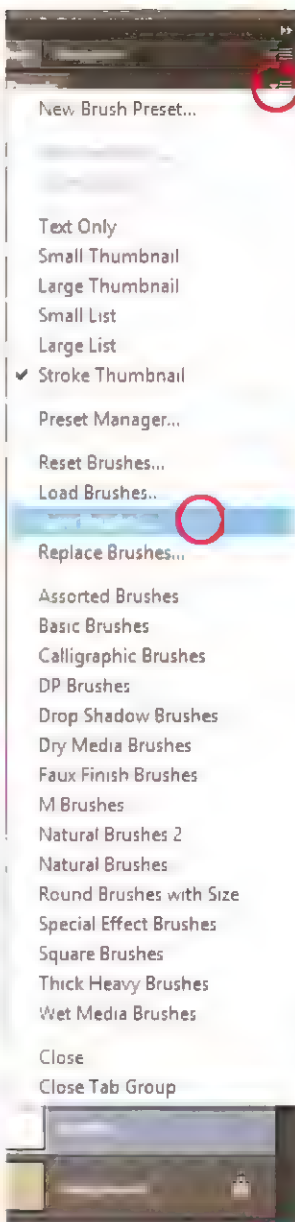 New Brush Preset...
Text Only
Small Thumbnail
Large Thumbnail
Small List
Large List
Stroke Thumbnail
Preset Manager...
Reset Brushes...
Load Brushes..
Replace Brushes...
Assorted Brushes
Basic Brushes
Calligraphic Brushes
DP Brushes
Drop Shadow Brushes
Dry Media Brushes
Faux Finish Brushes
M Brushes
Natural Brushes 2
Natural Brushes
Round Brushes with Size
Special Effect Brushes
Square Brushes
Thick Heavy Brushes
Wet Media Brushes
Close
Close Tab Group